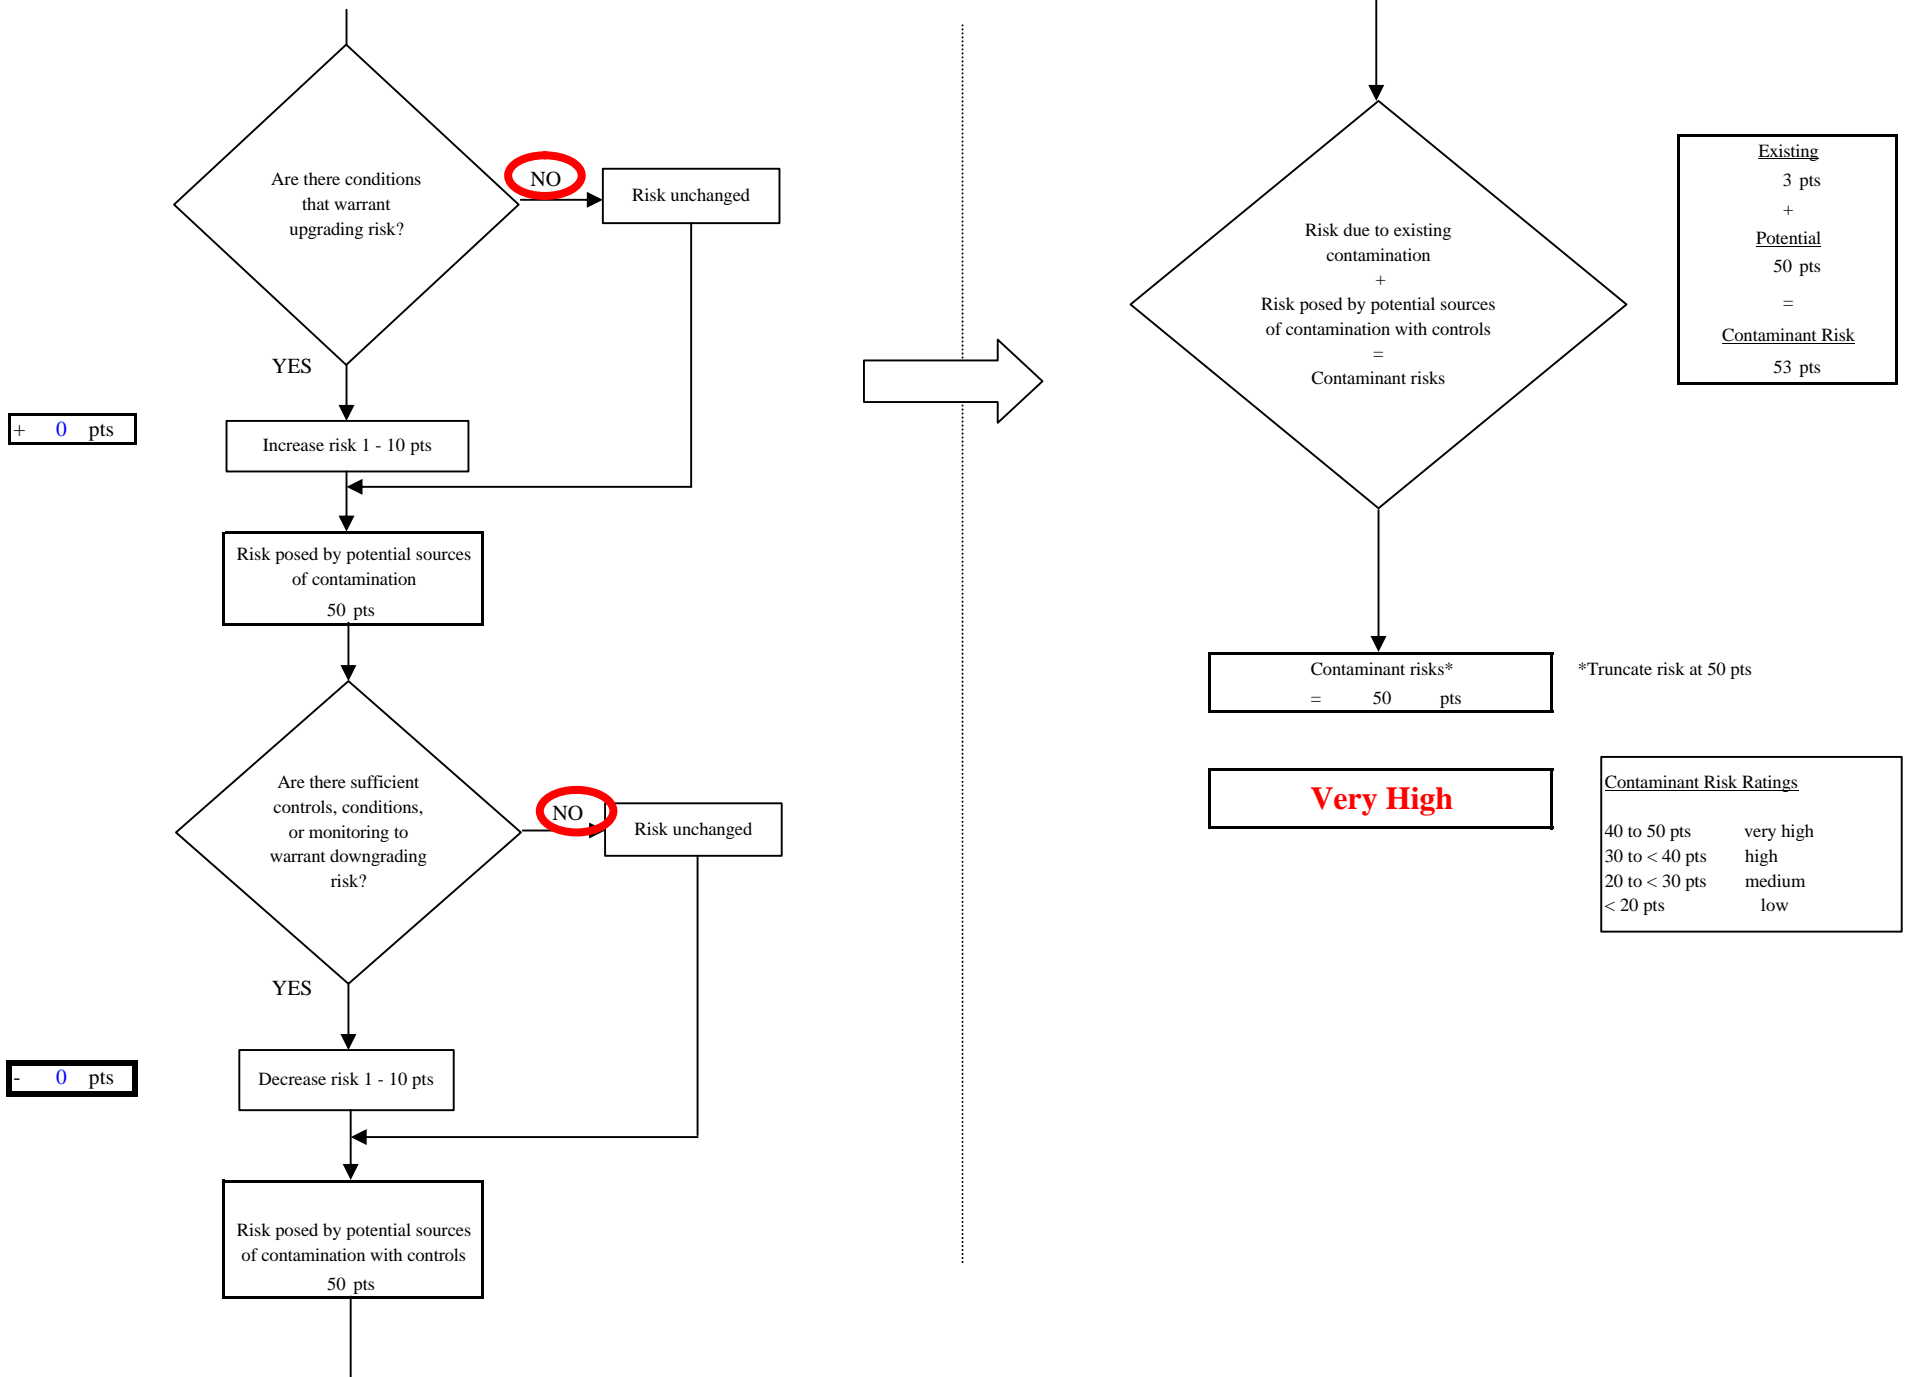 Are there conditions
that warrant
upgrading risk?
NO
Risk unchanged
YES
+ 0 pts
Increase risk 1 - 10 pts
Risk posed by potential sources
of contamination
50 pts
Are there sufficient
controls, conditions,
or monitoring to
warrant downgrading
risk?
NO
Risk unchanged
YES
- 0 pts
Decrease risk 1 - 10 pts
Risk posed by potential sources
of contamination with controls
50 pts
Risk due to existing
contamination
+
Risk posed by potential sources
of contamination with controls
=
Contaminant risks
Existing
3 pts
+
Potential
50 pts
=
Contaminant Risk
53 pts
Contaminant risks*
= 50 pts
*Truncate risk at 50 pts
Very High
Contaminant Risk Ratings
40 to 50 pts very high
30 to < 40 pts high
20 to < 30 pts medium
< 20 pts low